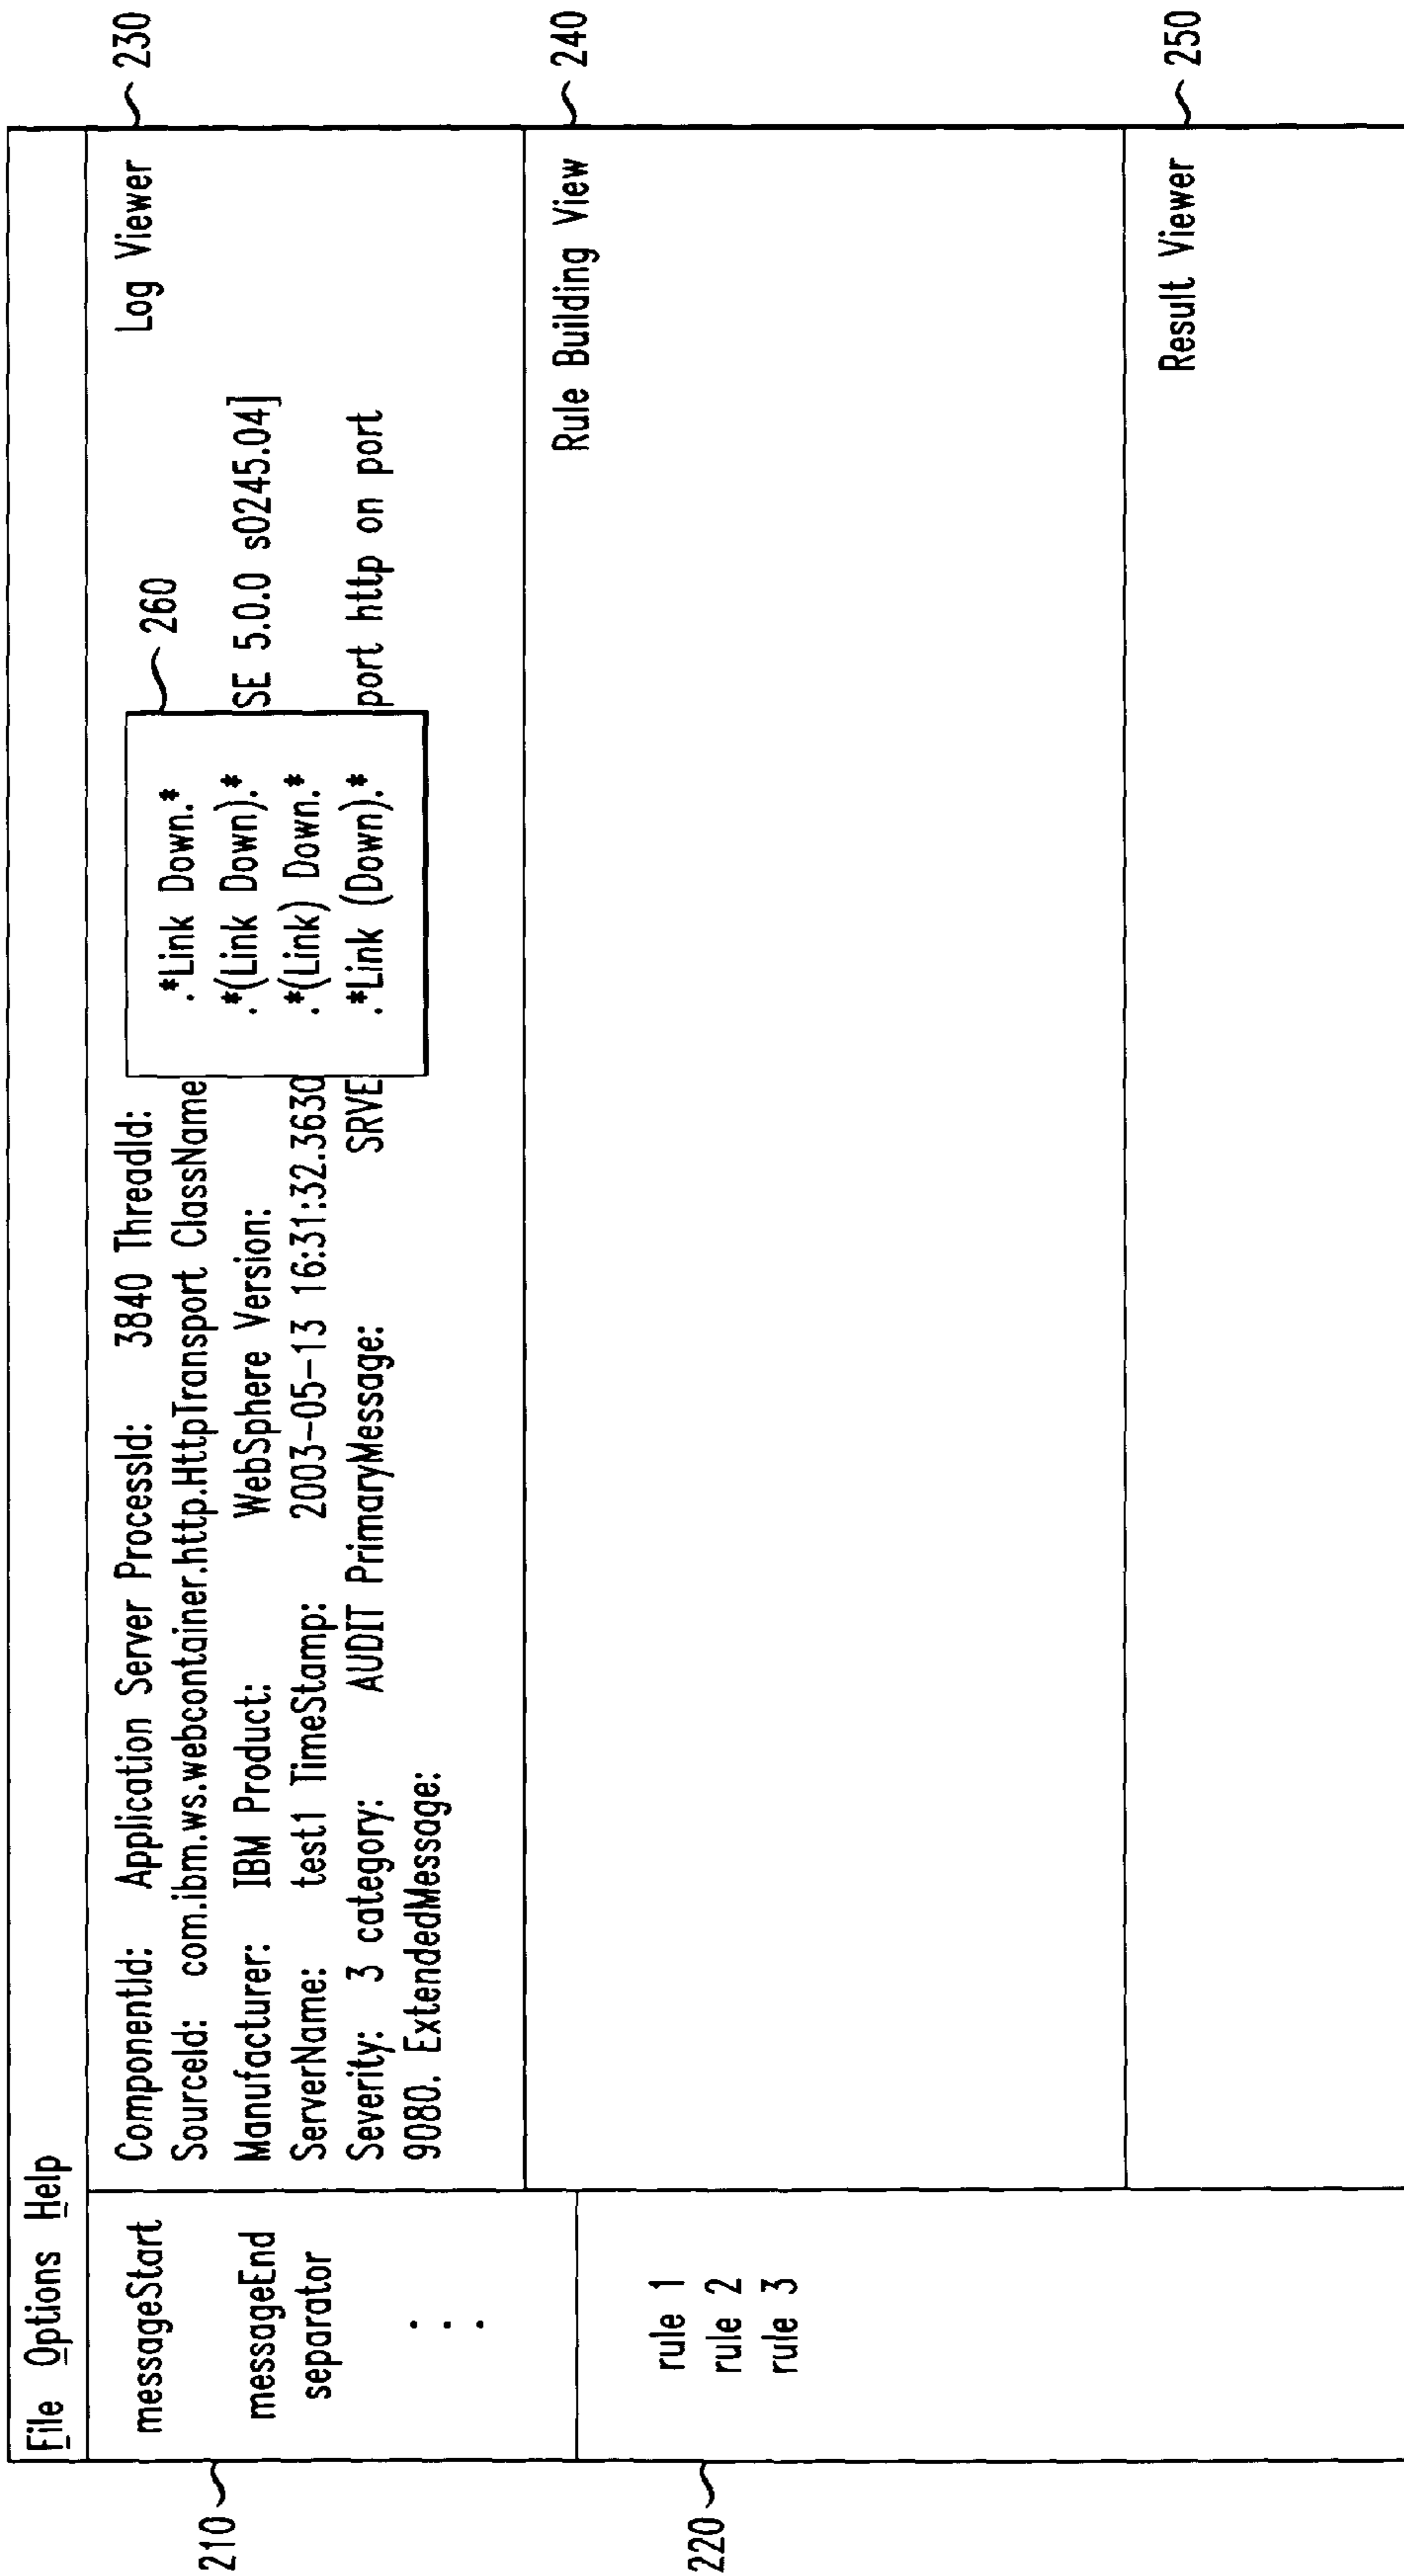 File Options Help
210
messageStart
messageEnd
separator
. . .
220
rule 1
rule 2
rule 3
230
Log Viewer
ComponentId: Application Server ProcessId: 3840 ThreadId:
SourceId: com.ibm.ws.webcontainer.http.HttpTransport ClassName
Manufacturer: IBM Product: WebSphere Version: SE 5.0.0 s0245.04]
ServerName: test1 TimeStamp: 2003-05-13 16:31:32.3630
Severity: 3 category: AUDIT PrimaryMessage: SRVE port http on port
9080. ExtendedMessage:
260
.*Link Down.*
.*(Link Down).*
.*(Link) Down.*
.*Link (Down).*
240
Rule Building View
250
Result Viewer